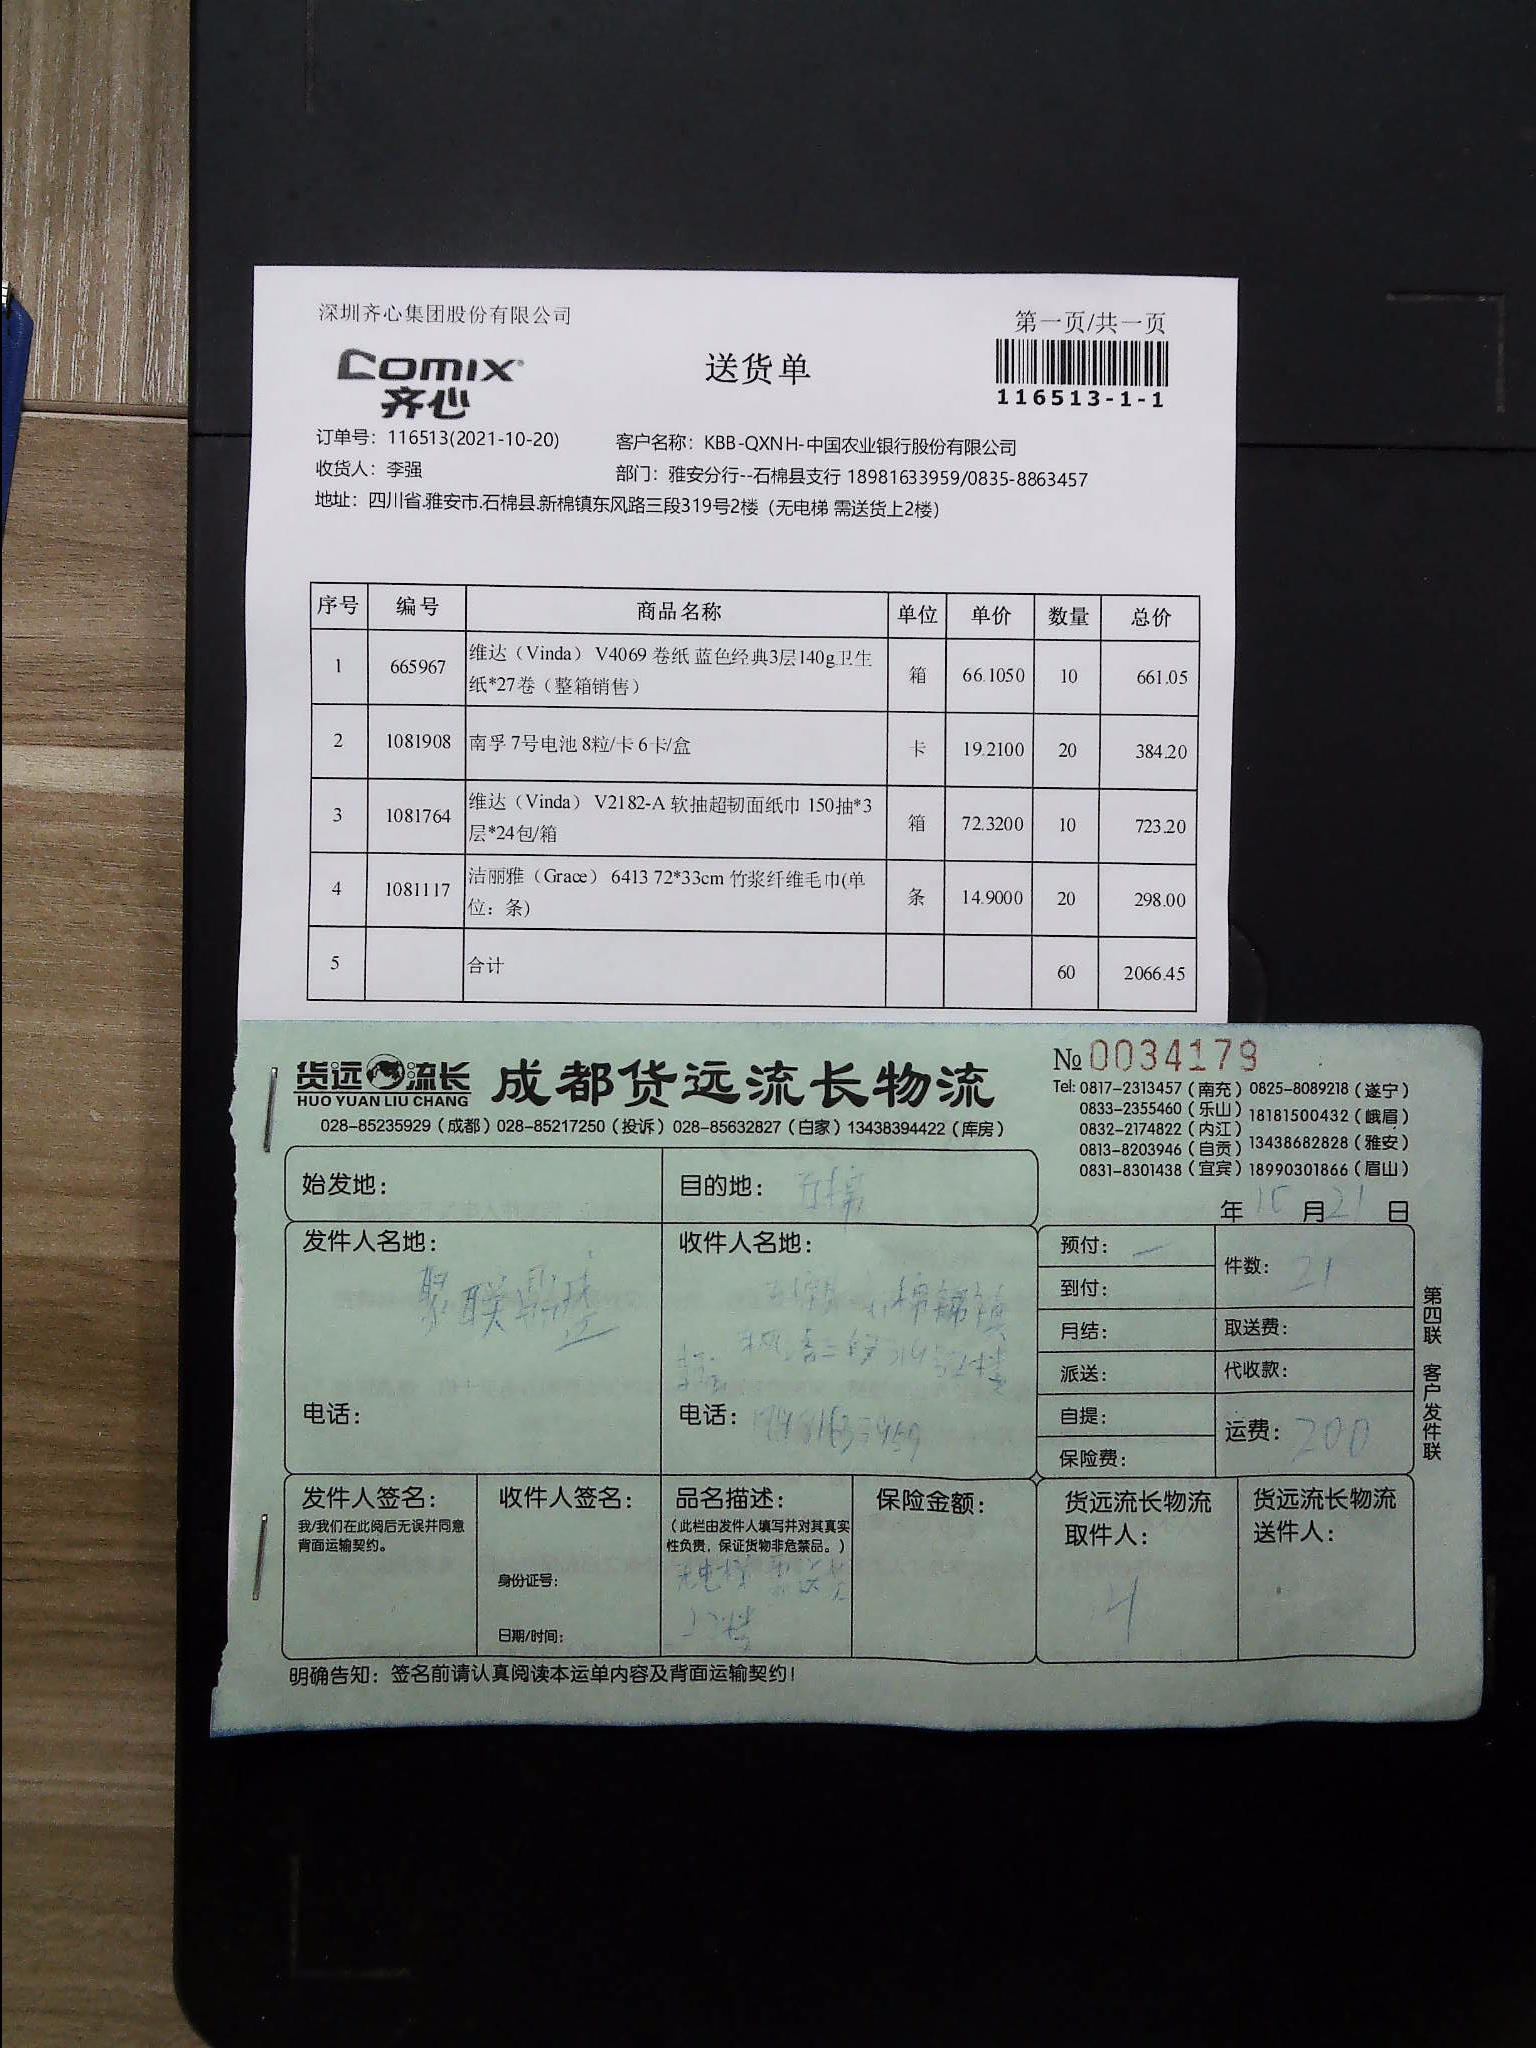 深圳齐心集团股份有限公司
第一页/共一页
COMIX®
齐心
送货单
116513-1-1
订单号：116513(2021-10-20) 客户名称：KBB-QXNH-中国农业银行股份有限公司
收货人：李强 部门：雅安分行--石棉县支行 18981633959/0835-8863457
地址：四川省.雅安市.石棉县.新棉镇东风路三段319号2楼（无电梯 需送货上2楼）
序号 编号 商品名称 单位 单价 数量 总价
1 665967 维达（Vinda） V4069 卷纸 蓝色经典3层140g卫生
纸*27卷（整箱销售） 箱 66.1050 10 661.05
2 1081908 南孚 7号电池 8粒/卡 6卡/盒 卡 19.2100 20 384.20
3 1081764 维达（Vinda） V2182-A 软抽超韧面纸巾 150抽*3
层*24包/箱 箱 72.3200 10 723.20
4 1081117 洁丽雅（Grace） 6413 72*33cm 竹浆纤维毛巾(单
位：条) 条 14.9000 20 298.00
5 合计 60 2066.45
货远流长 成都货远流长物流
HUO YUAN LIU CHANG
№0034179
028-85235929（成都）028-85217250（投诉）028-85632827（白家）13438394422（库房）
Tel: 0817-2313457（南充）0825-8089218（遂宁）
0833-2355460（乐山）18181500432（峨眉）
0832-2174822（内江）13438682828（雅安）
0813-8203946（自贡）
0831-8301438（宜宾）18990301866（眉山）
年 10 月 21 日
始发地： 目的地：石棉
发件人名地： 收件人名地：
聚联鼎盛
电话： 电话：18981633959
预付： 件数：21
到付：
月结： 取送费：
派送： 代收款：
自提： 运费：200
保险费：
第四联 客户发件联
发件人签名： 收件人签名： 品名描述： 保险金额： 货远流长物流 货远流长物流
取件人： 送件人：
我/我们在此阅后无误并同意
背面运输契约。
（此栏由发件人填写并对其真实
性负责，保证货物非危禁品。）
无电梯
身份证号：
日期/时间：
明确告知：签名前请认真阅读本运单内容及背面运输契约！